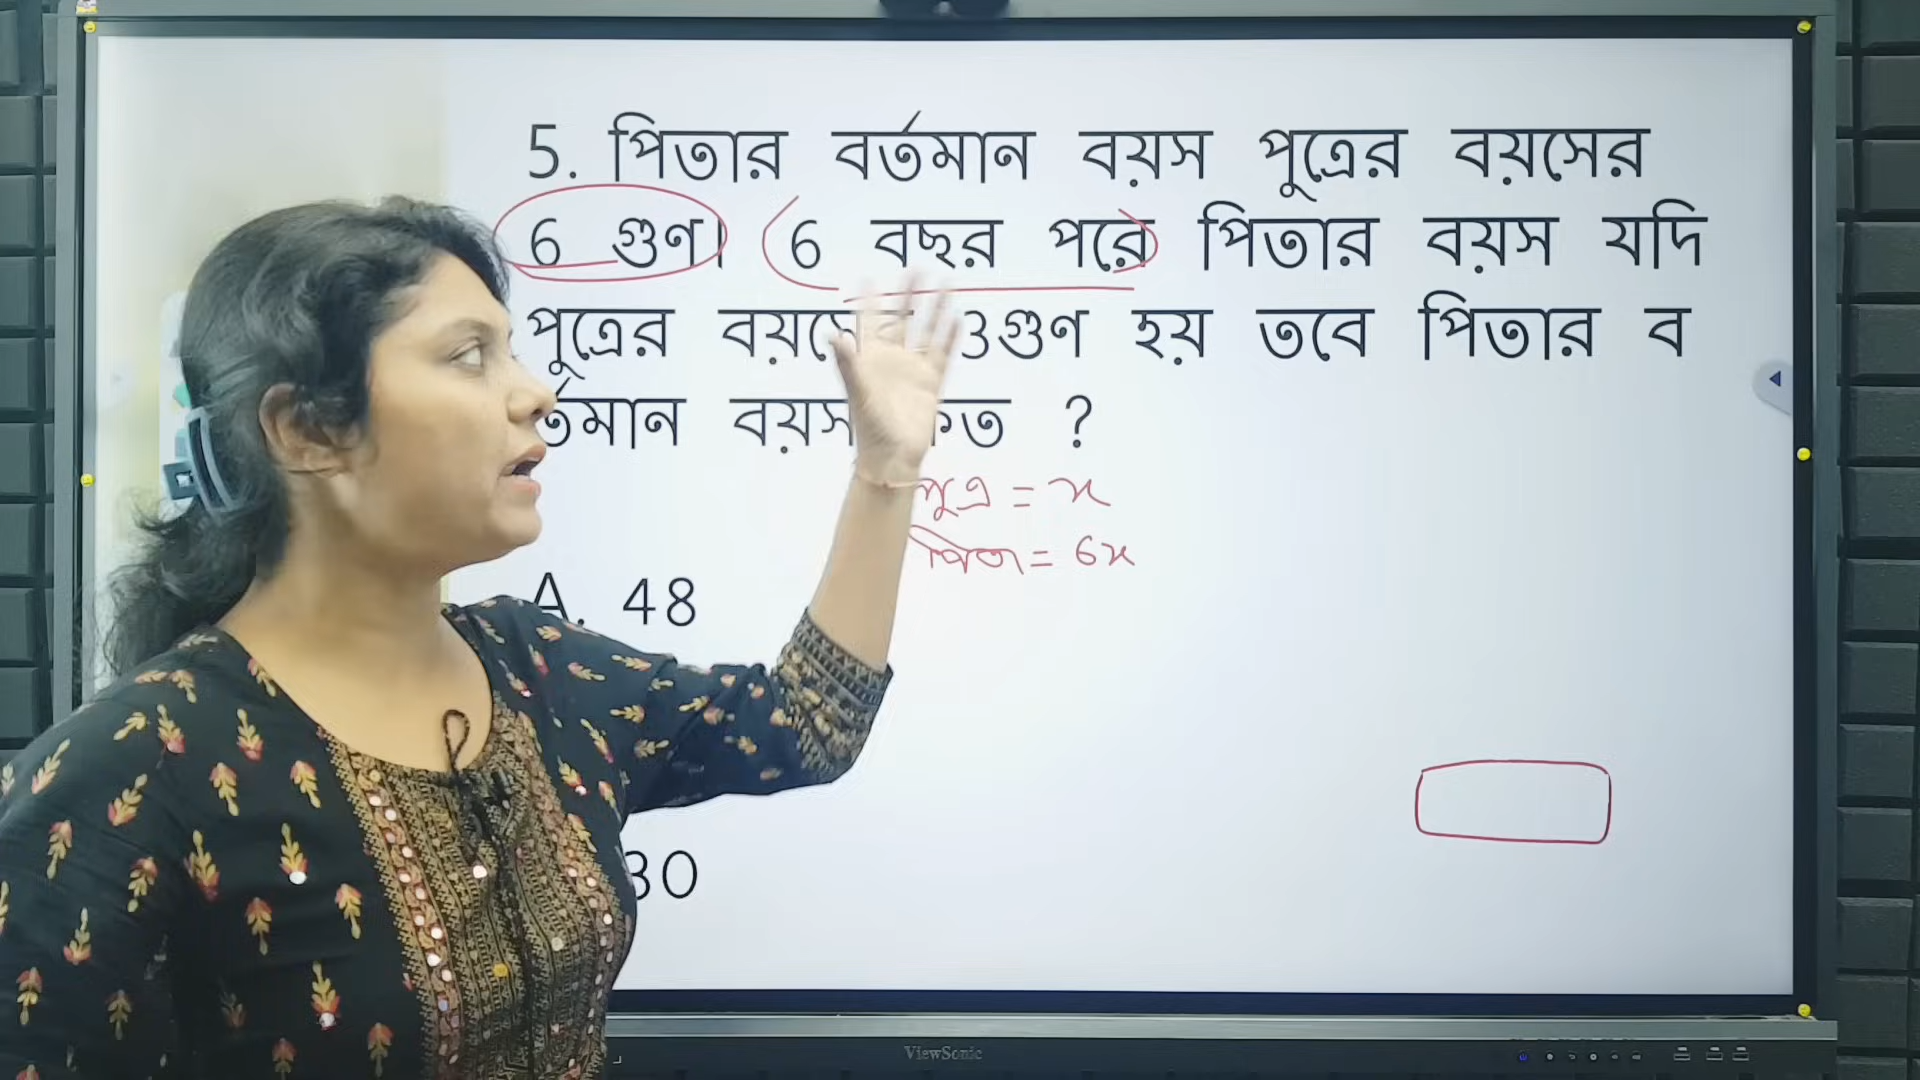 5. পিতার বর্তমান বয়স পুত্রের বয়সের
6 গুণ। 6 বছর পরে পিতার বয়স যদি
পুত্রের বয়সের 3গুণ হয় তবে পিতার ব
র্তমান বয়স কত ?
পুত্র = x
পিতা = 6x
A. 48
30
ViewSonic